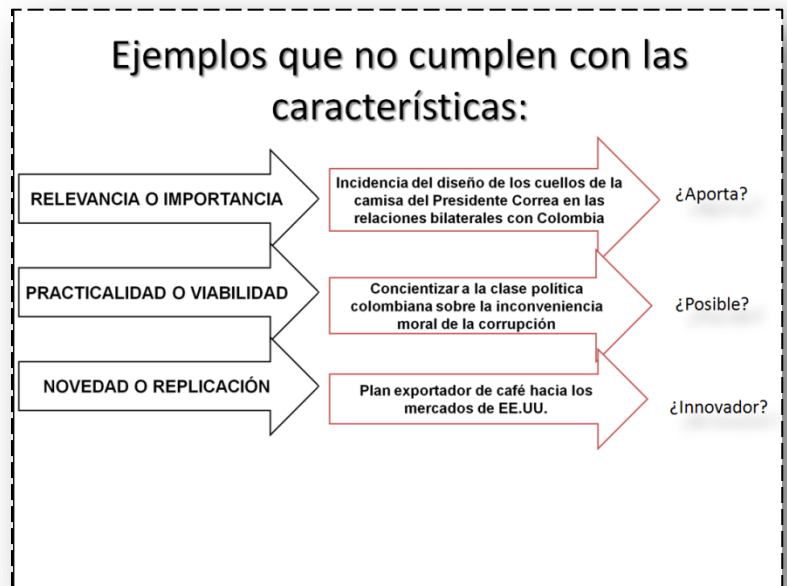 Ejemplos que no cumplen con las
características:
RELEVANCIA O IMPORTANCIA
Incidencia del diseño de los cuellos de la
camisa del Presidente Correa en las
relaciones bilaterales con Colombia
¿Aporta?
PRACTICALIDAD O VIABILIDAD
Concientizar a la clase política
colombiana sobre la inconveniencia
moral de la corrupción
¿Posible?
NOVEDAD O REPLICACIÓN
Plan exportador de café hacia los
mercados de EE.UU.
¿Innovador?